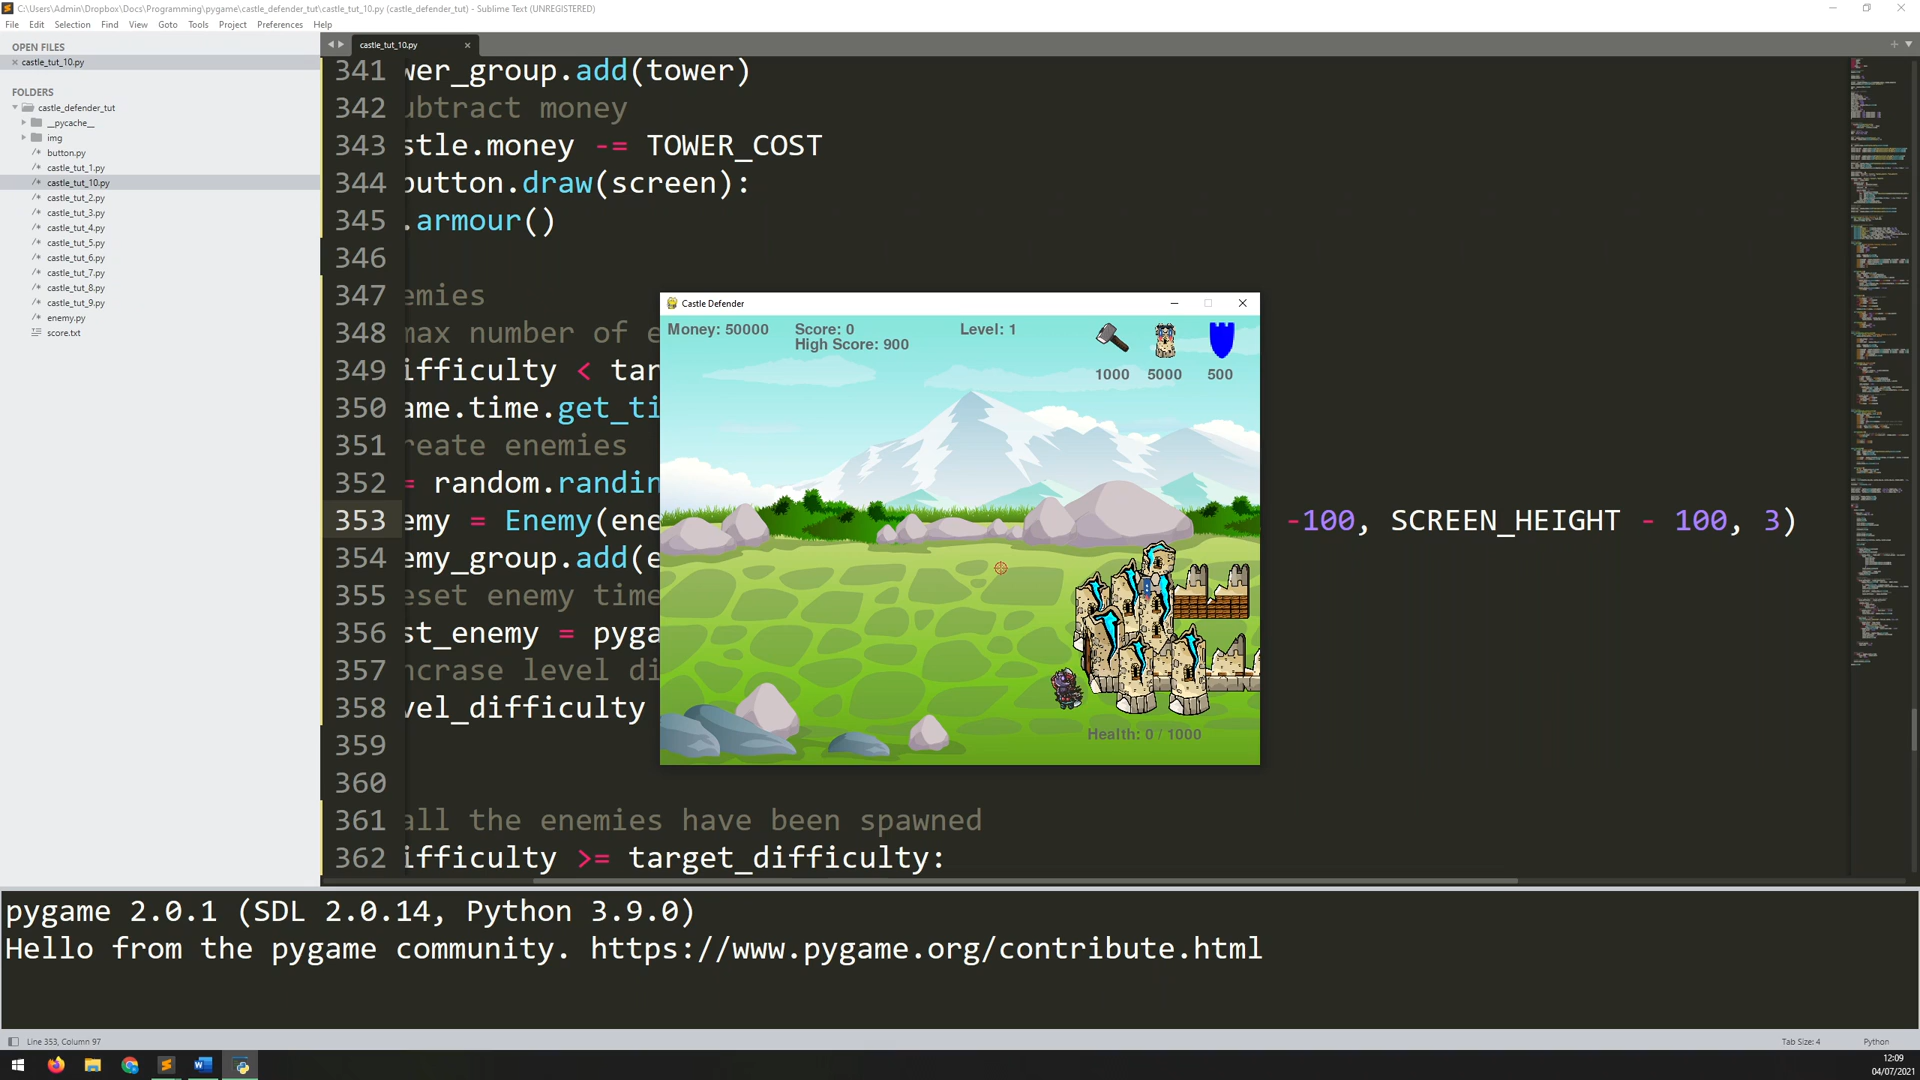 C:\Users\Admin\Dropbox\Docs\Programming\pygame\castle_defender_tut\castle_tut_10.py (castle_defender_tut) - Sublime Text (UNREGISTERED)
File Edit Selection Find View Goto Tools Project Preferences Help
OPEN FILES
castle_tut_10.py
FOLDERS
castle_defender_tut
__pycache__
img
button.py
castle_tut_1.py
castle_tut_10.py
castle_tut_2.py
castle_tut_3.py
castle_tut_4.py
castle_tut_5.py
castle_tut_6.py
castle_tut_7.py
castle_tut_8.py
castle_tut_9.py
enemy.py
score.txt
castle_tut_10.py
341 wer_group.add(tower)
342 ubtract money
343 stle.money -= TOWER_COST
344 button.draw(screen):
345 .armour()
346
347 emies
348 max number of e
349 ifficulty < tar
350 ame.time.get_ti
351 reate enemies
352 = random.randin
353 emy = Enemy(ene -100, SCREEN_HEIGHT - 100, 3)
354 emy_group.add(e
355 eset enemy time
356 st_enemy = pyga
357 ncrase level di
358 vel_difficulty
359
360
361 all the enemies have been spawned
362 ifficulty >= target_difficulty:
Castle Defender
Money: 50000 Score: 0 Level: 1
High Score: 900
1000 5000 500
Health: 0 / 1000
pygame 2.0.1 (SDL 2.0.14, Python 3.9.0)
Hello from the pygame community. https://www.pygame.org/contribute.html
Line 353, Column 97 Tab Size: 4 Python
12:09
04/07/2021